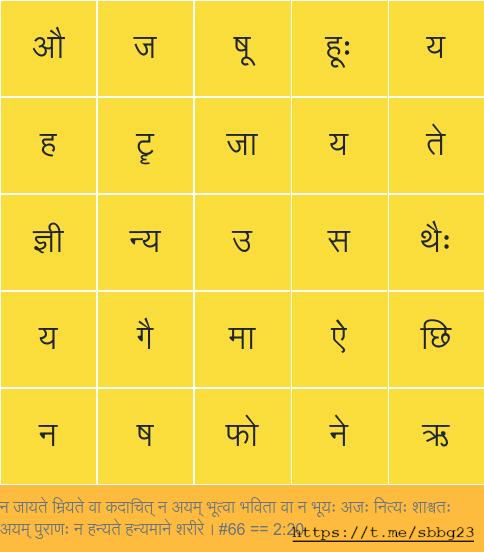 औ ज षू हूः य
ह टॄ जा य ते
ज्ञी न्य उ स थैः
य गै मा ऐ छि
न ष फो ने ऋ
न जायते म्रियते वा कदाचित् न अयम् भूत्वा भविता वा न भूयः अजः नित्यः शाश्वतः
अयम् पुराणः न हन्यते हन्यमाने शरीरे । #66 == 2:20
https://t.me/sbbg23